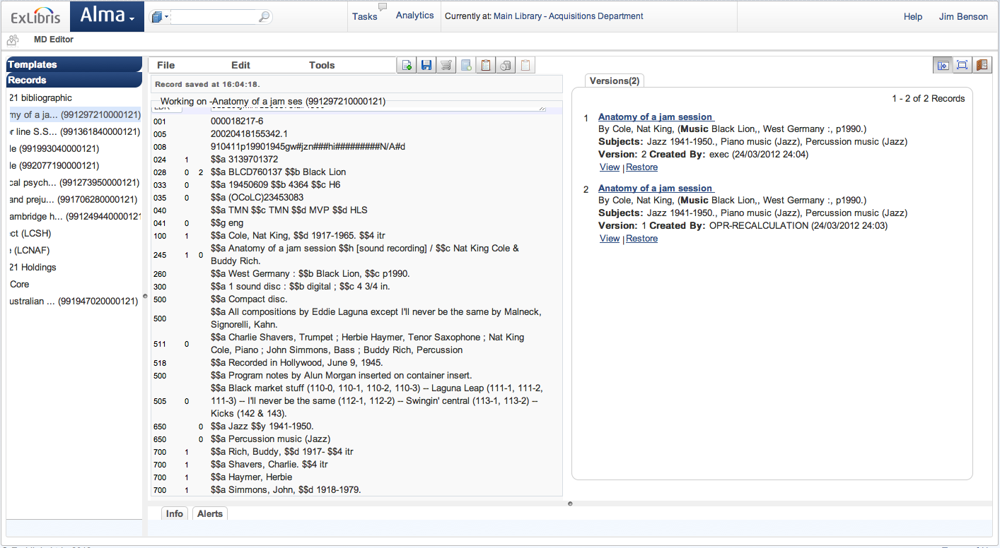 ExLibris Alma Tasks Analytics Currently at: Main Library - Acquisitions Department Help Jim Benson
MD Editor
Templates
Records
21 bibliographic
my of a ja... (991297210000121)
r line S.S... (991361840000121)
le (991993040000121)
le (992077190000121)
cal psych... (991273950000121)
and preju... (991706280000121)
ambridge h... (991249440000121
ct (LCSH)
(LCNAF)
21 Holdings
Core
ustralian ... (991947020000121)
File Edit Tools
Record saved at 16:04:18.
Working on -Anatomy of a jam ses (991297210000121)
LDR
001 000018217-6
005 20020418155342.1
008 910411p19901945gw#jzn###hi#########N/A#d
024 1 $$a 3139701372
028 0 2 $$a BLCD760137 $$b Black Lion
033 0 $$a 19450609 $$b 4364 $$c H6
035 0 $$a (OCoLC)23453083
040 $$a TMN $$c TMN $$d MVP $$d HLS
041 0 $$g eng
100 1 $$a Cole, Nat King, $$d 1917-1965. $$4 itr
245 1 0 $$a Anatomy of a jam session $$h [sound recording] / $$c Nat King Cole &
Buddy Rich.
260 $$a West Germany : $$b Black Lion, $$c p1990.
300 $$a 1 sound disc : $$b digital ; $$c 4 3/4 in.
500 $$a Compact disc.
500 $$a All compositions by Eddie Laguna except I'll never be the same by Malneck,
Signorelli, Kahn.
511 0 $$a Charlie Shavers, Trumpet ; Herbie Haymer, Tenor Saxophone ; Nat King
Cole, Piano ; John Simmons, Bass ; Buddy Rich, Percussion
518 $$a Recorded in Hollywood, June 9, 1945.
500 $$a Program notes by Alun Morgan inserted on container insert.
505 0 $$a Black market stuff (110-0, 110-1, 110-2, 110-3) -- Laguna Leap (111-1, 111-2,
111-3) -- I'll never be the same (112-1, 112-2) -- Swingin' central (113-1, 113-2) --
Kicks (142 & 143).
650 0 $$a Jazz $$y 1941-1950.
650 0 $$a Percussion music (Jazz)
700 1 $$a Rich, Buddy, $$d 1917- $$4 itr
700 1 $$a Shavers, Charlie. $$4 itr
700 1 $$a Haymer, Herbie
700 1 $$a Simmons, John, $$d 1918-1979.
Versions(2)
1 - 2 of 2 Records
1 Anatomy of a jam session
By Cole, Nat King, (Music Black Lion,, West Germany :, p1990.)
Subjects: Jazz 1941-1950., Piano music (Jazz), Percussion music (Jazz)
Version: 2 Created By: exec (24/03/2012 24:04)
View | Restore
2 Anatomy of a jam session
By Cole, Nat King, (Music Black Lion,, West Germany :, p1990.)
Subjects: Jazz 1941-1950., Piano music (Jazz), Percussion music (Jazz)
Version: 1 Created By: OPR-RECALCULATION (24/03/2012 24:03)
View | Restore
Info Alerts